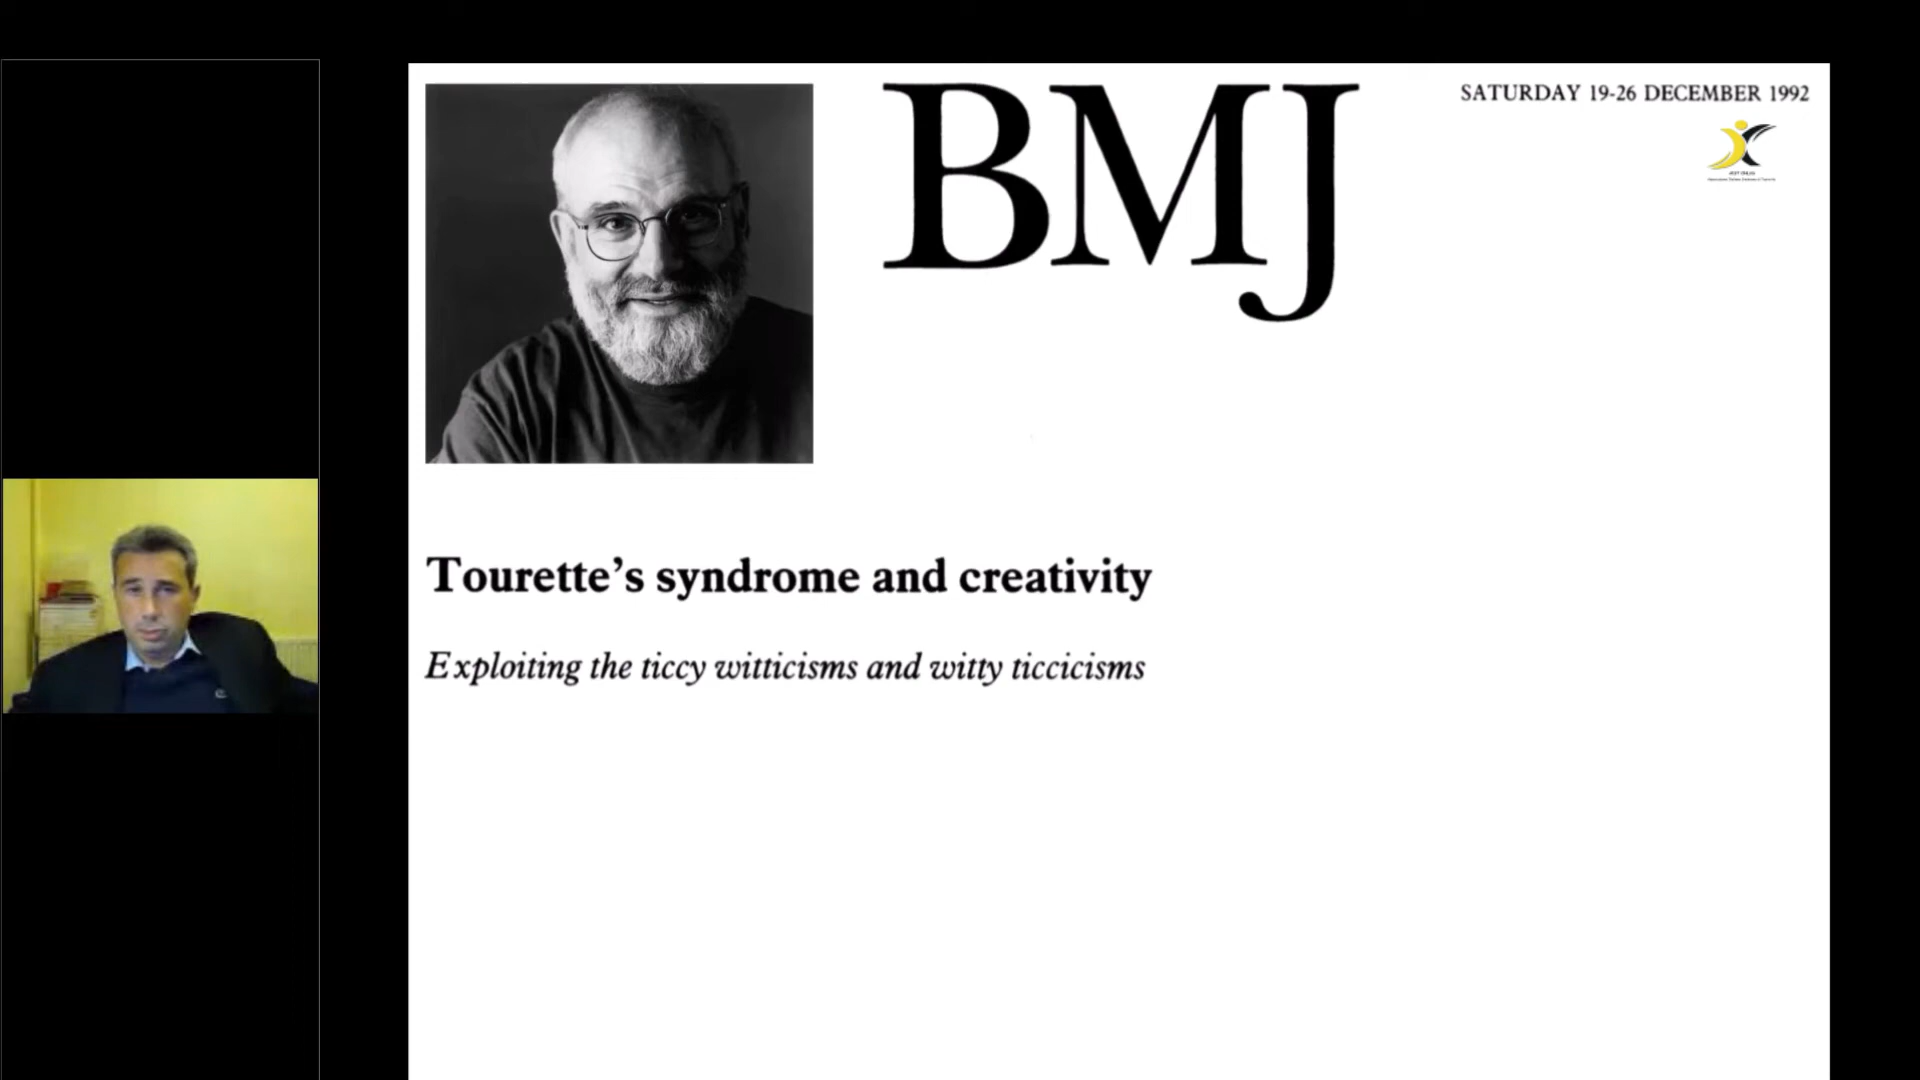 BMJ
SATURDAY 19-26 DECEMBER 1992
Tourette's syndrome and creativity
Exploiting the ticcy witticisms and witty ticcicisms